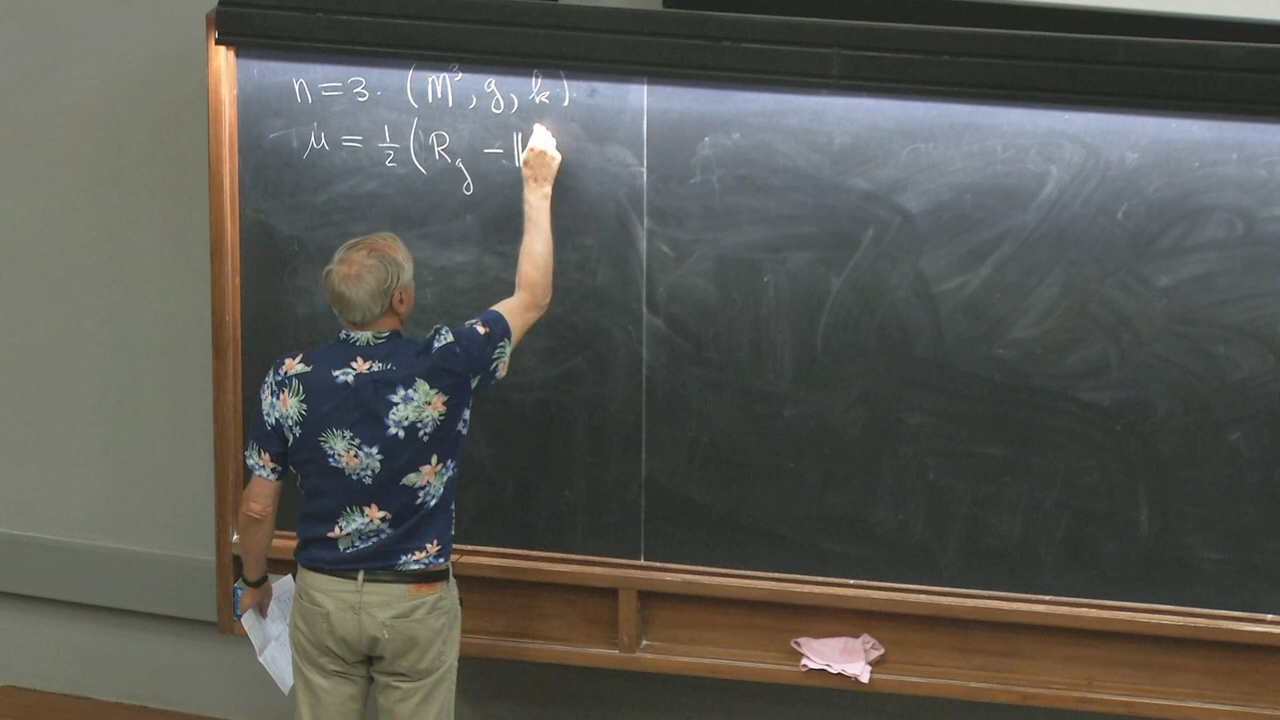 n = 3. (M³, g, k)
μ = ½ (R_g - ||